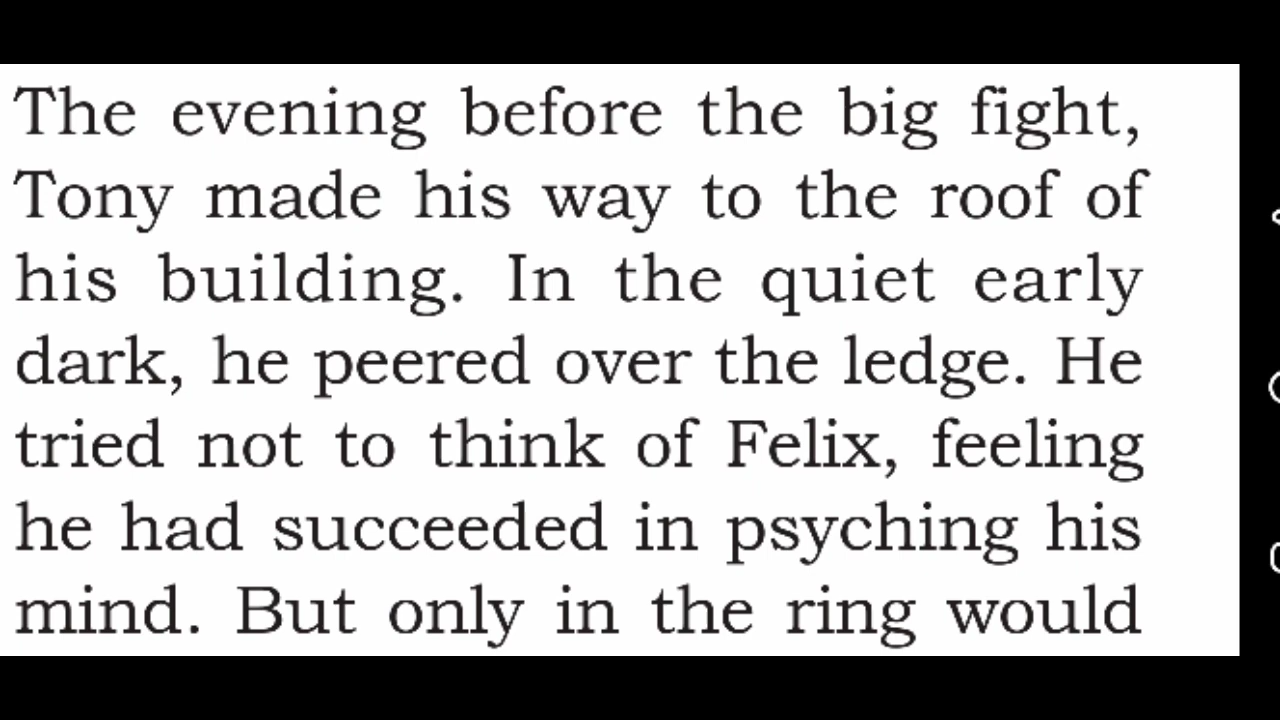 The evening before the big fight,
Tony made his way to the roof of
his building. In the quiet early
dark, he peered over the ledge. He
tried not to think of Felix, feeling
he had succeeded in psyching his
mind. But only in the ring would